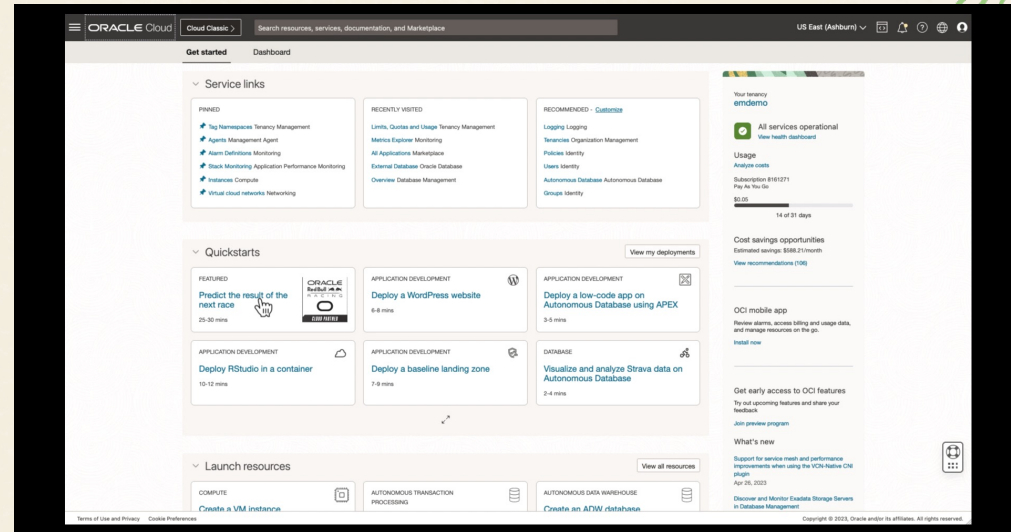 ORACLE Cloud
Cloud Classic >
Search resources, services, documentation, and Marketplace
US East (Ashburn)
Get started
Dashboard
Service links
PINNED
Tag Namespaces Tenancy Management
Agents Management Agent
Alarm Definitions Monitoring
Stack Monitoring Application Performance Monitoring
Instances Compute
Virtual cloud networks Networking
RECENTLY VISITED
Limits, Quotas and Usage Tenancy Management
Metrics Explorer Monitoring
All Applications Marketplace
External Database Oracle Database
Overview Database Management
RECOMMENDED - Customize
Logging Logging
Tenancies Organization Management
Policies Identity
Users Identity
Autonomous Database Autonomous Database
Groups Identity
Quickstarts
View my deployments
FEATURED
Predict the result of the
next race
25-30 mins
ORACLE
Red Bull
RACING
CLOUD PARTNER
APPLICATION DEVELOPMENT
Deploy a WordPress website
6-8 mins
APPLICATION DEVELOPMENT
Deploy a low-code app on
Autonomous Database using APEX
3-5 mins
APPLICATION DEVELOPMENT
Deploy RStudio in a container
10-12 mins
APPLICATION DEVELOPMENT
Deploy a baseline landing zone
7-9 mins
DATABASE
Visualize and analyze Strava data on
Autonomous Database
2-4 mins
Launch resources
View all resources
COMPUTE
Create a VM instance
AUTONOMOUS TRANSACTION
PROCESSING
AUTONOMOUS DATA WAREHOUSE
Create an ADW database
Your tenancy
emdemo
All services operational
View health dashboard
Usage
Analyze costs
Subscription 8161271
Pay As You Go
$0.05
14 of 31 days
Cost savings opportunities
Estimated savings: $588.21/month
View recommendations (106)
OCI mobile app
Review alarms, access billing and usage data,
and manage resources on the go.
Install now
Get early access to OCI features
Try out upcoming features and share your
feedback
Join preview program
What's new
Support for service mesh and performance
improvements when using the VCN-Native CNI
plugin
Apr 26, 2023
Discover and Monitor Exadata Storage Servers
in Database Management
Terms of Use and Privacy
Cookie Preferences
Copyright © 2023, Oracle and/or its affiliates. All rights reserved.